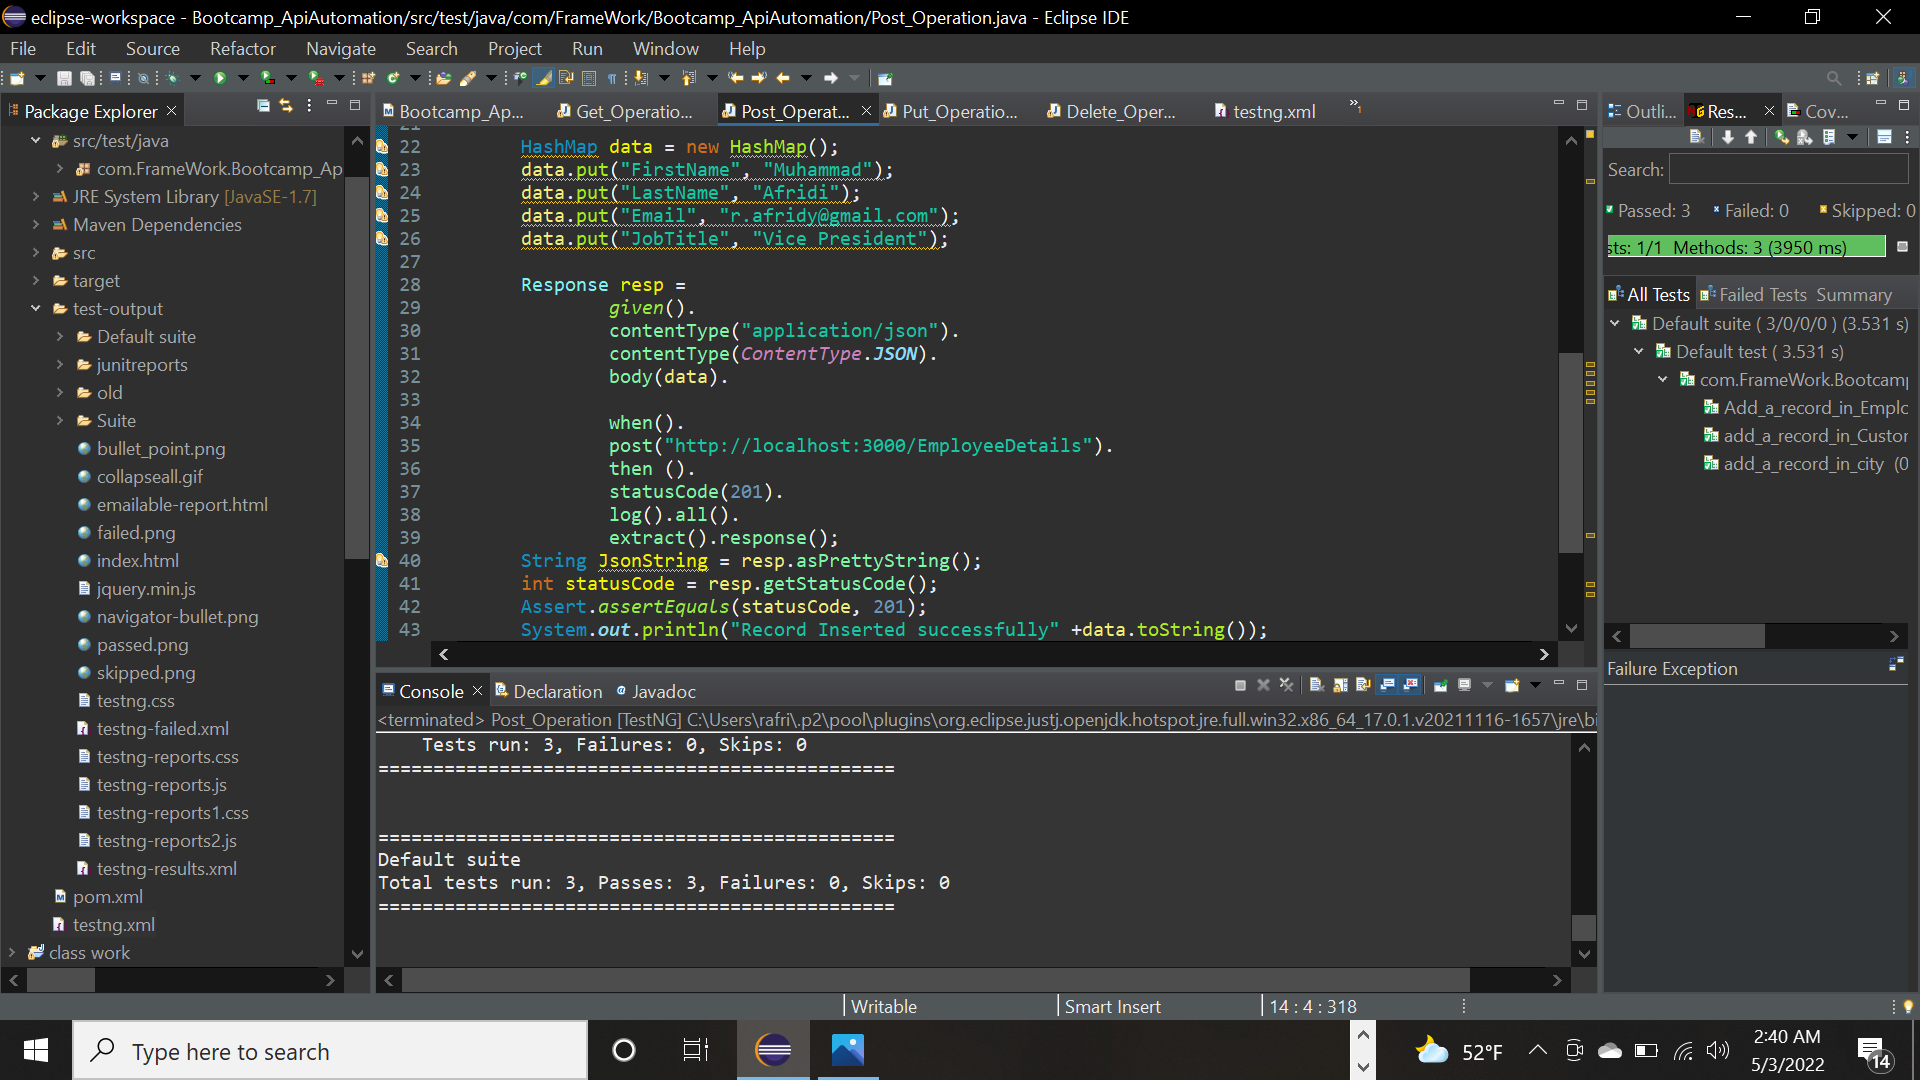 eclipse-workspace - Bootcamp_ApiAutomation/src/test/java/com/FrameWork/Bootcamp_ApiAutomation/Post_Operation.java - Eclipse IDE
File Edit Source Refactor Navigate Search Project Run Window Help
Package Explorer
src/test/java
com.FrameWork.Bootcamp_Ap
JRE System Library [JavaSE-1.7]
Maven Dependencies
src
target
test-output
Default suite
junitreports
old
Suite
bullet_point.png
collapseall.gif
emailable-report.html
failed.png
index.html
jquery.min.js
navigator-bullet.png
passed.png
skipped.png
testng.css
testng-failed.xml
testng-reports.css
testng-reports.js
testng-reports1.css
testng-reports2.js
testng-results.xml
pom.xml
testng.xml
class work
Bootcamp_Ap... Get_Operatio... Post_Operat... Put_Operatio... Delete_Oper... testng.xml »1
22 HashMap data = new HashMap();
23 data.put("FirstName", "Muhammad");
24 data.put("LastName", "Afridi");
25 data.put("Email", "r.afridy@gmail.com");
26 data.put("JobTitle", "Vice President");
27
28 Response resp =
29 given().
30 contentType("application/json").
31 contentType(ContentType.JSON).
32 body(data).
33
34 when().
35 post("http://localhost:3000/EmployeeDetails").
36 then ().
37 statusCode(201).
38 log().all().
39 extract().response();
40 String JsonString = resp.asPrettyString();
41 int statusCode = resp.getStatusCode();
42 Assert.assertEquals(statusCode, 201);
43 System.out.println("Record Inserted successfully" +data.toString());
Console Declaration @ Javadoc
<terminated> Post_Operation [TestNG] C:\Users\rafri\.p2\pool\plugins\org.eclipse.justj.openjdk.hotspot.jre.full.win32.x86_64_17.0.1.v20211116-1657\jre\bi
Tests run: 3, Failures: 0, Skips: 0
===============================================
===============================================
Default suite
Total tests run: 3, Passes: 3, Failures: 0, Skips: 0
===============================================
Outli... Res... Cov...
Search:
Passed: 3 Failed: 0 Skipped: 0
sts: 1/1 Methods: 3 (3950 ms)
All Tests Failed Tests Summary
Default suite ( 3/0/0/0 ) (3.531 s)
Default test ( 3.531 s)
com.FrameWork.Bootcamp
Add_a_record_in_Emplo
add_a_record_in_Custor
add_a_record_in_city (0
Failure Exception
Writable Smart Insert 14 : 4 : 318
Type here to search
52°F
2:40 AM
5/3/2022
14